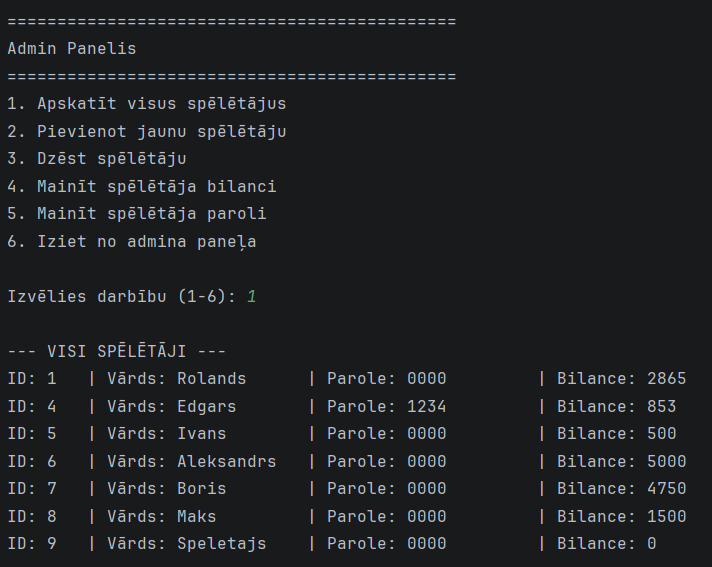 =============================================
Admin Panelis
=============================================
1. Apskatīt visus spēlētājus
2. Pievienot jaunu spēlētāju
3. Dzēst spēlētāju
4. Mainīt spēlētāja bilanci
5. Mainīt spēlētāja paroli
6. Iziet no admina paneļa
Izvēlies darbību (1-6): 1
--- VISI SPĒLĒTĀJI ---
ID: 1   | Vārds: Rolands      | Parole: 0000         | Bilance: 2865
ID: 4   | Vārds: Edgars       | Parole: 1234         | Bilance: 853
ID: 5   | Vārds: Ivans        | Parole: 0000         | Bilance: 500
ID: 6   | Vārds: Aleksandrs   | Parole: 0000         | Bilance: 5000
ID: 7   | Vārds: Boris        | Parole: 0000         | Bilance: 4750
ID: 8   | Vārds: Maks         | Parole: 0000         | Bilance: 1500
ID: 9   | Vārds: Speletajs    | Parole: 0000         | Bilance: 0